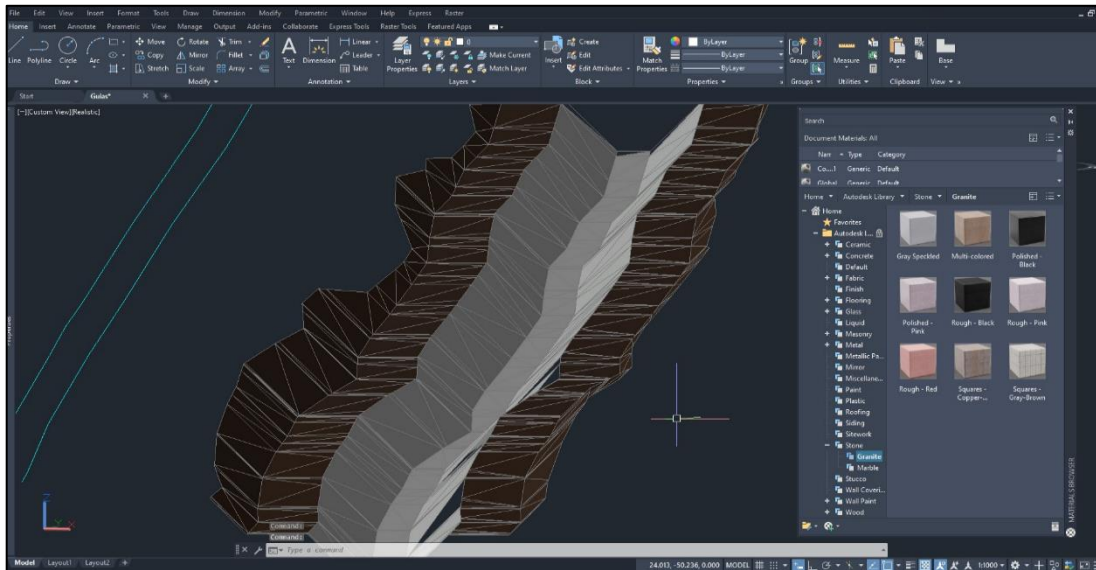 File Edit View Insert Format Tools Draw Dimension Modify Parametric Window Help Express Raster
Home Insert Annotate Parametric View Manage Output Add-ins Collaborate Express Tools Raster Tools Featured Apps
Line Polyline Circle Arc
Move Rotate Trim
Copy Mirror Fillet
Stretch Scale Array
Text Dimension
Linear
Leader
Table
Layer Properties
0
Make Current
Match Layer
Insert
Create
Edit
Edit Attributes
Match Properties
ByLayer
ByLayer
ByLayer
Group
Measure
Paste
Base
Draw Modify Annotation Layers Block Properties Groups Utilities Clipboard View
Start Guías*
[−][Custom View][Realistic]
Search
Document Materials: All
Type Category
Co...1 Generic Default
Global Generic Default
Home Autodesk Library Stone Granite
Home
Favorites
Autodesk L...
Ceramic
Concrete
Default
Fabric
Finish
Flooring
Glass
Liquid
Masonry
Metal
Metallic Pa...
Mirror
Miscellane...
Paint
Plastic
Roofing
Siding
Sitework
Stone
Granite
Marble
Stucco
Wall Coveri...
Wall Paint
Wood
Gray Speckled
Multi-colored
Polished - Black
Polished - Pink
Rough - Black
Rough - Pink
Rough - Red
Squares - Copper-...
Squares - Gray-Brown
MATERIALS BROWSER
Properties
Z
Y X
Command:
Command:
Type a command
Model Layout1 Layout2 +
24.013, -50.236, 0.000 MODEL
1:1000